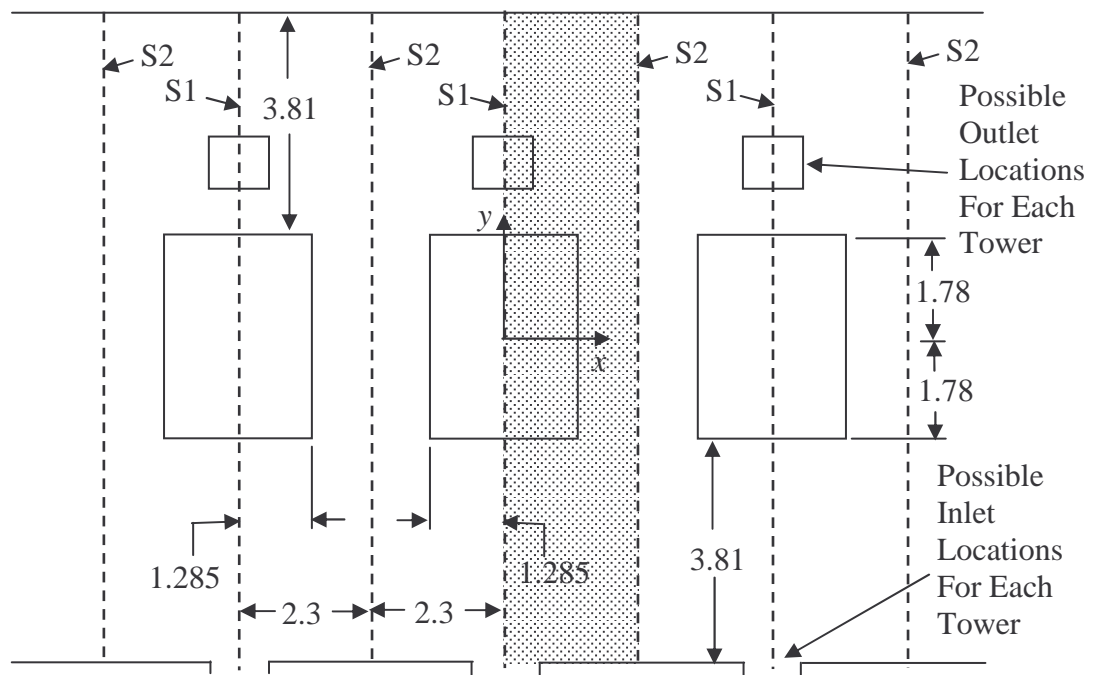 S2
S1
3.81
S2
S1
S2
S1
S2
Possible
Outlet
Locations
For Each
Tower
y
x
1.78
1.78
1.285
1.285
2.3
2.3
3.81
Possible
Inlet
Locations
For Each
Tower